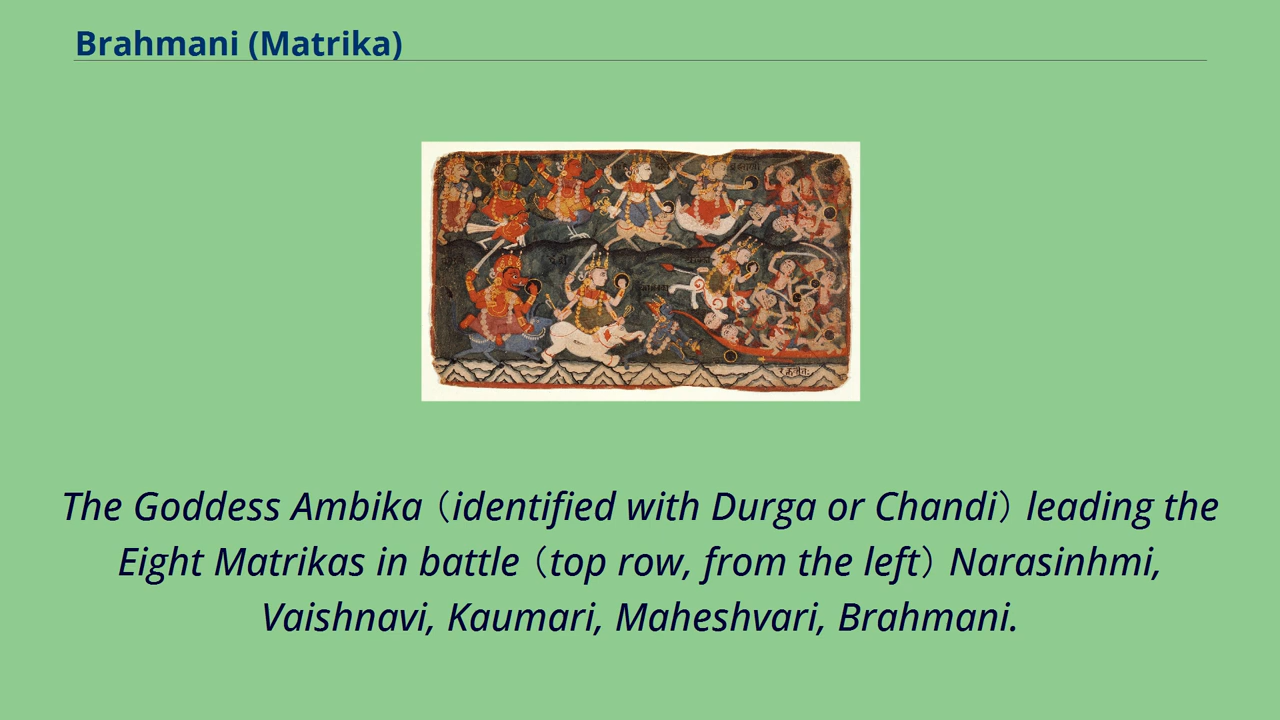 Brahmani (Matrika)
The Goddess Ambika (identified with Durga or Chandi) leading the
Eight Matrikas in battle (top row, from the left) Narasinhmi,
Vaishnavi, Kaumari, Maheshvari, Brahmani.